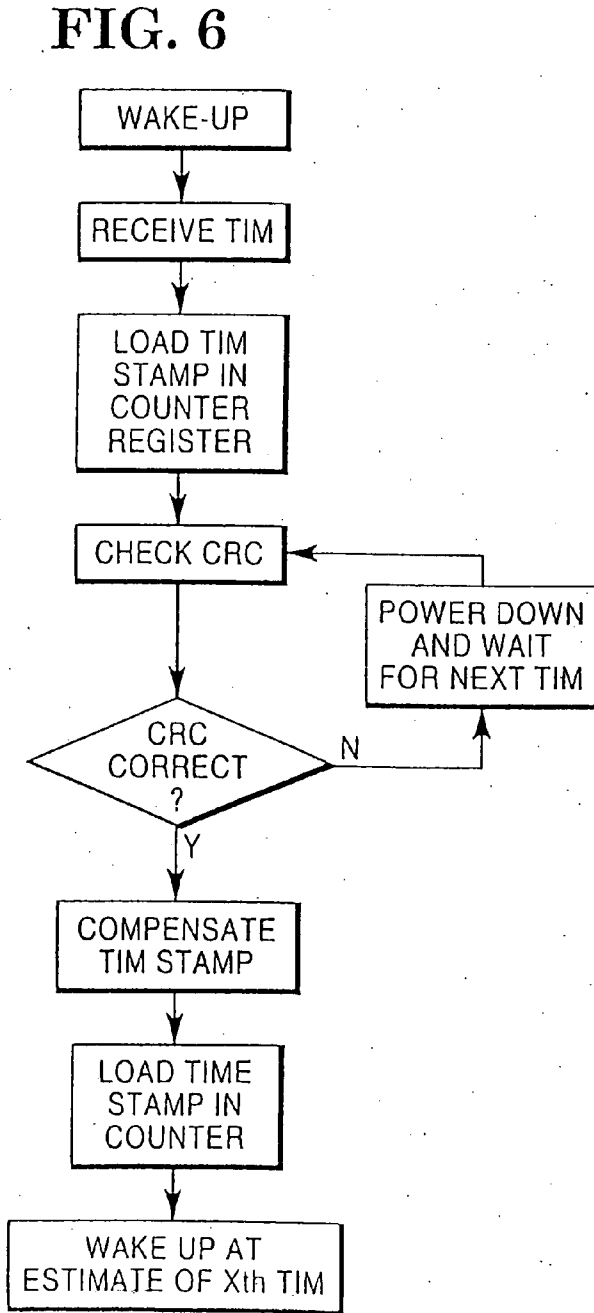 FIG. 6
WAKE-UP
RECEIVE TIM
LOAD TIM
STAMP IN
COUNTER
REGISTER
CHECK CRC
POWER DOWN
AND WAIT
FOR NEXT TIM
CRC
CORRECT
?
N
Y
COMPENSATE
TIM STAMP
LOAD TIME
STAMP IN
COUNTER
WAKE UP AT
ESTIMATE OF Xth TIM